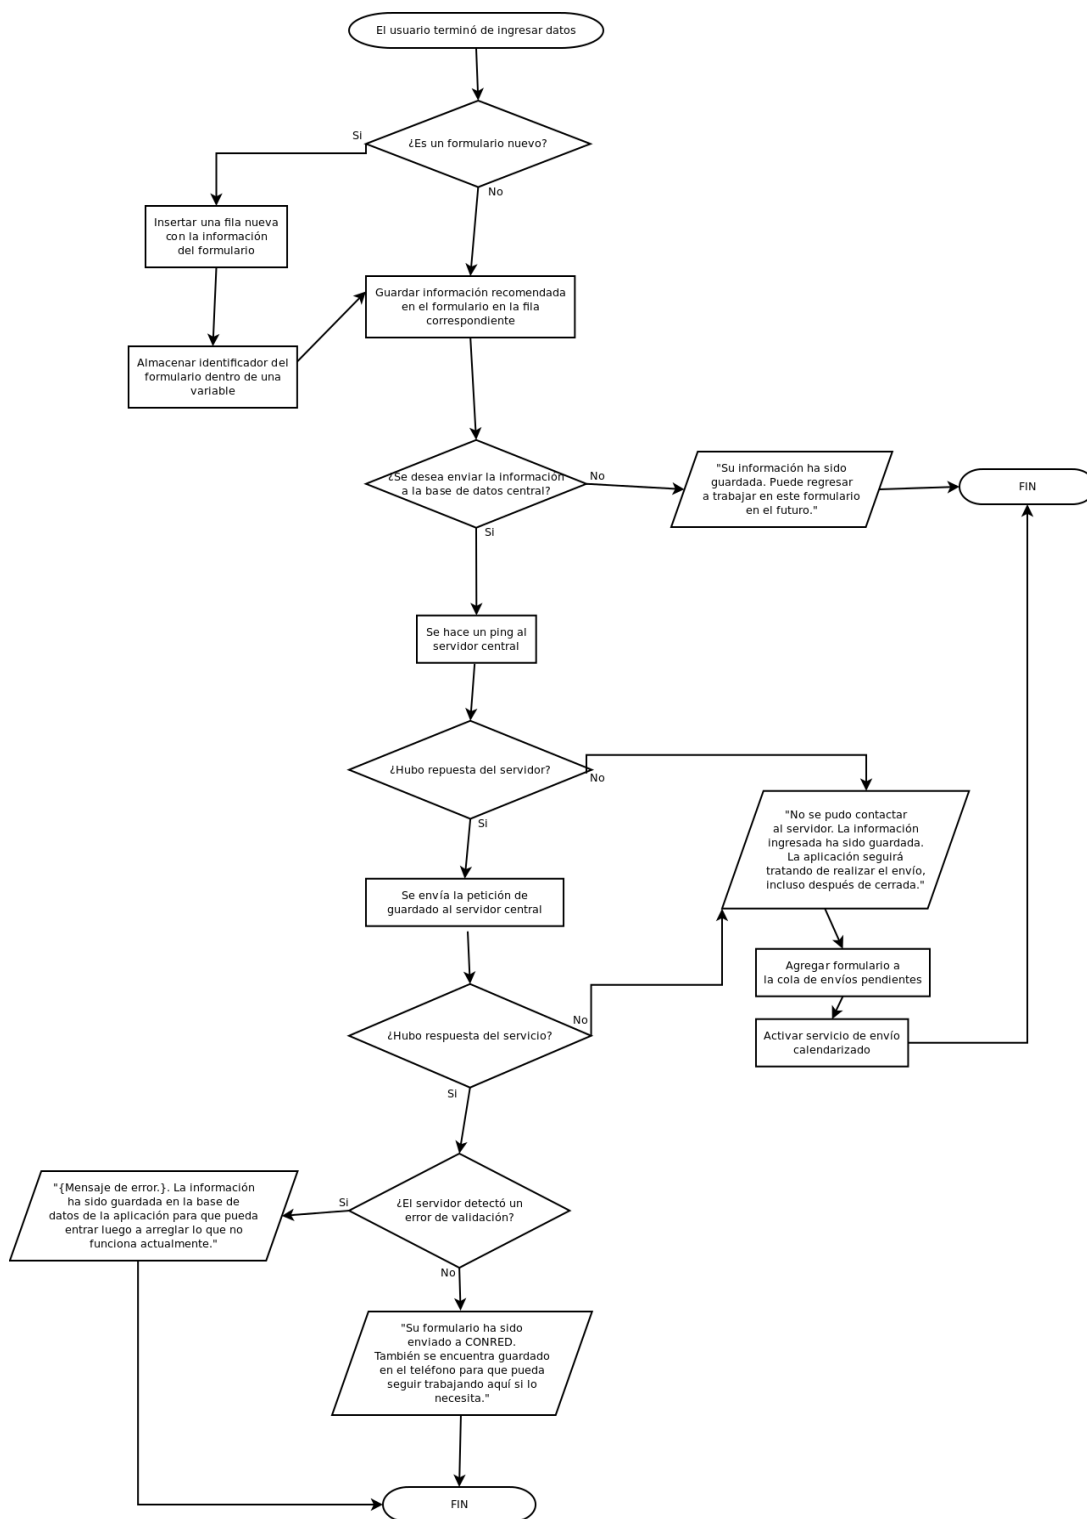 El usuario terminó de ingresar datos
¿Es un formulario nuevo?
Si
No
Insertar una fila nueva
con la información
del formulario
Guardar información recomendada
en el formulario en la fila
correspondiente
Almacenar identificador del
formulario dentro de una
variable
¿Se desea enviar la información
a la base de datos central?
No
Si
"Su información ha sido
guardada. Puede regresar
a trabajar en este formulario
en el futuro."
FIN
Se hace un ping al
servidor central
¿Hubo repuesta del servidor?
No
Si
"No se pudo contactar
al servidor. La información
ingresada ha sido guardada.
La aplicación seguirá
tratando de realizar el envío,
incluso después de cerrada."
Se envía la petición de
guardado al servidor central
Agregar formulario a
la cola de envíos pendientes
Activar servicio de envío
calendarizado
¿Hubo respuesta del servicio?
No
Si
¿El servidor detectó un
error de validación?
Si
No
"{Mensaje de error.}. La información
ha sido guardada en la base de
datos de la aplicación para que pueda
entrar luego a arreglar lo que no
funciona actualmente."
"Su formulario ha sido
enviado a CONRED.
También se encuentra guardado
en el teléfono para que pueda
seguir trabajando aquí si lo
necesita."
FIN